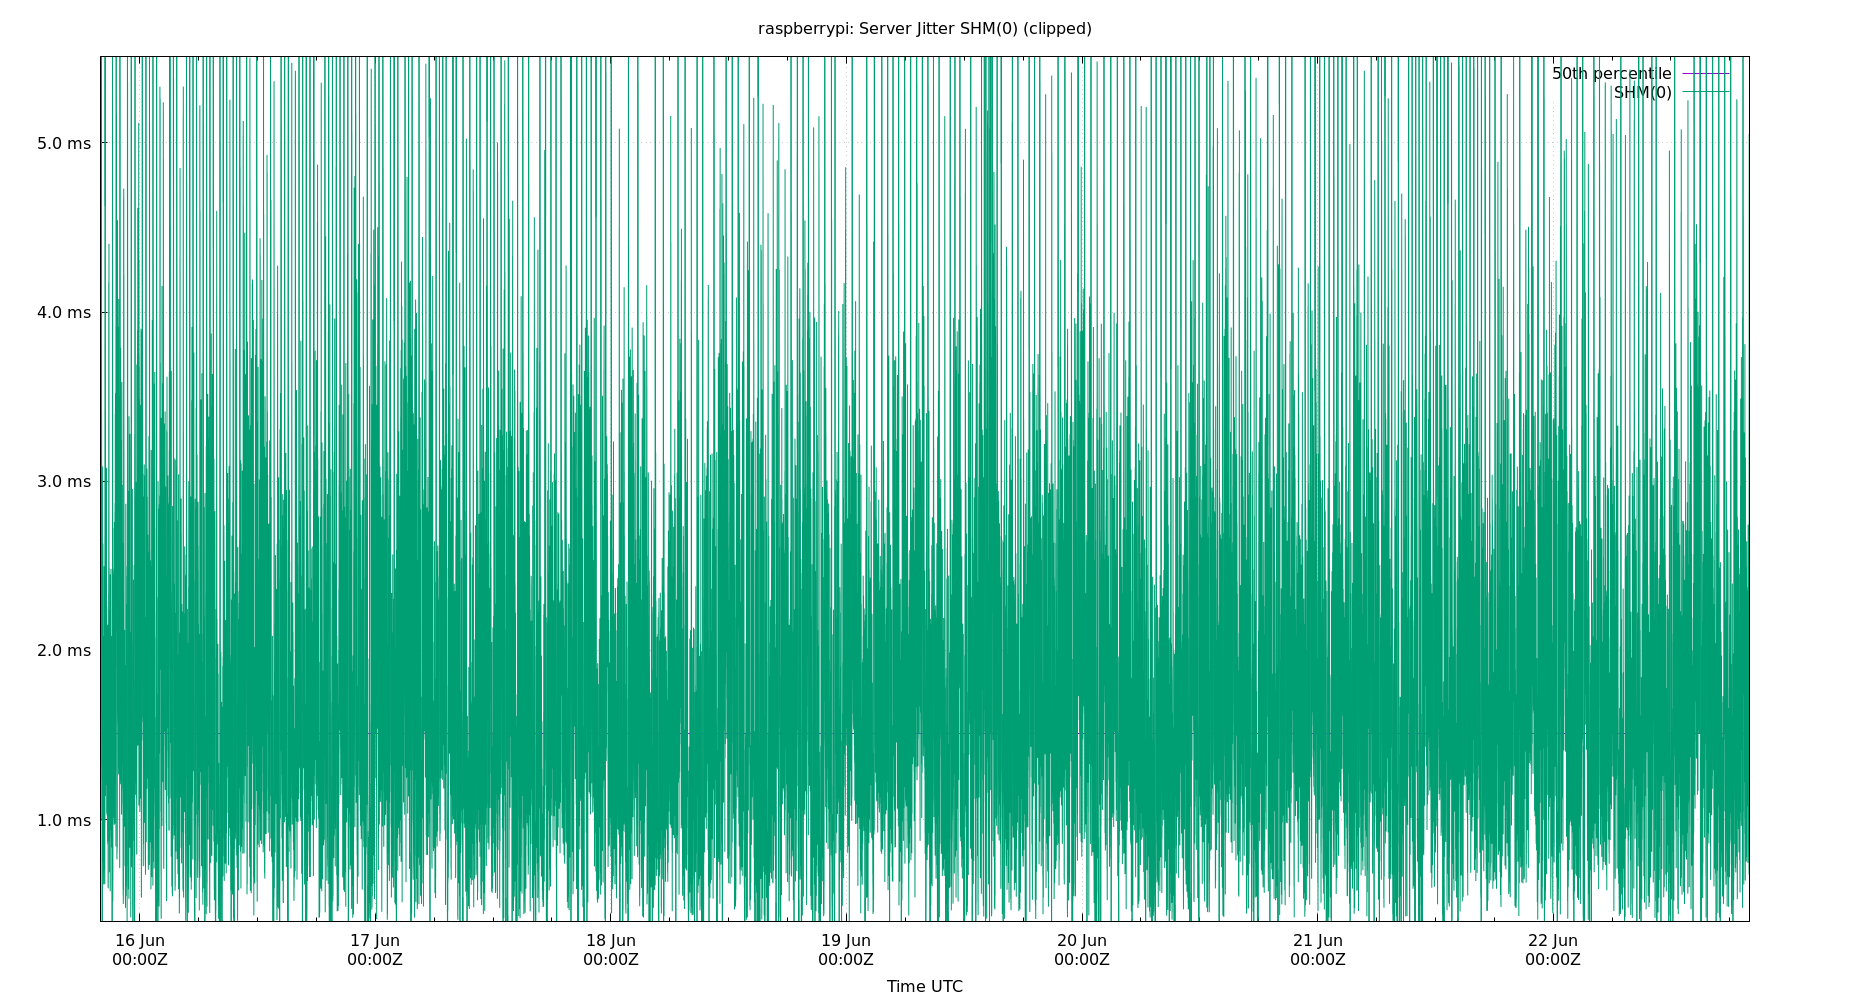 raspberrypi: Server Jitter SHM(0) (clipped)
50th percentile
SHM(0)
5.0 ms
4.0 ms
3.0 ms
2.0 ms
1.0 ms
16 Jun 17 Jun 18 Jun 19 Jun 20 Jun 21 Jun 22 Jun
00:00Z 00:00Z 00:00Z 00:00Z 00:00Z 00:00Z 00:00Z
Time UTC